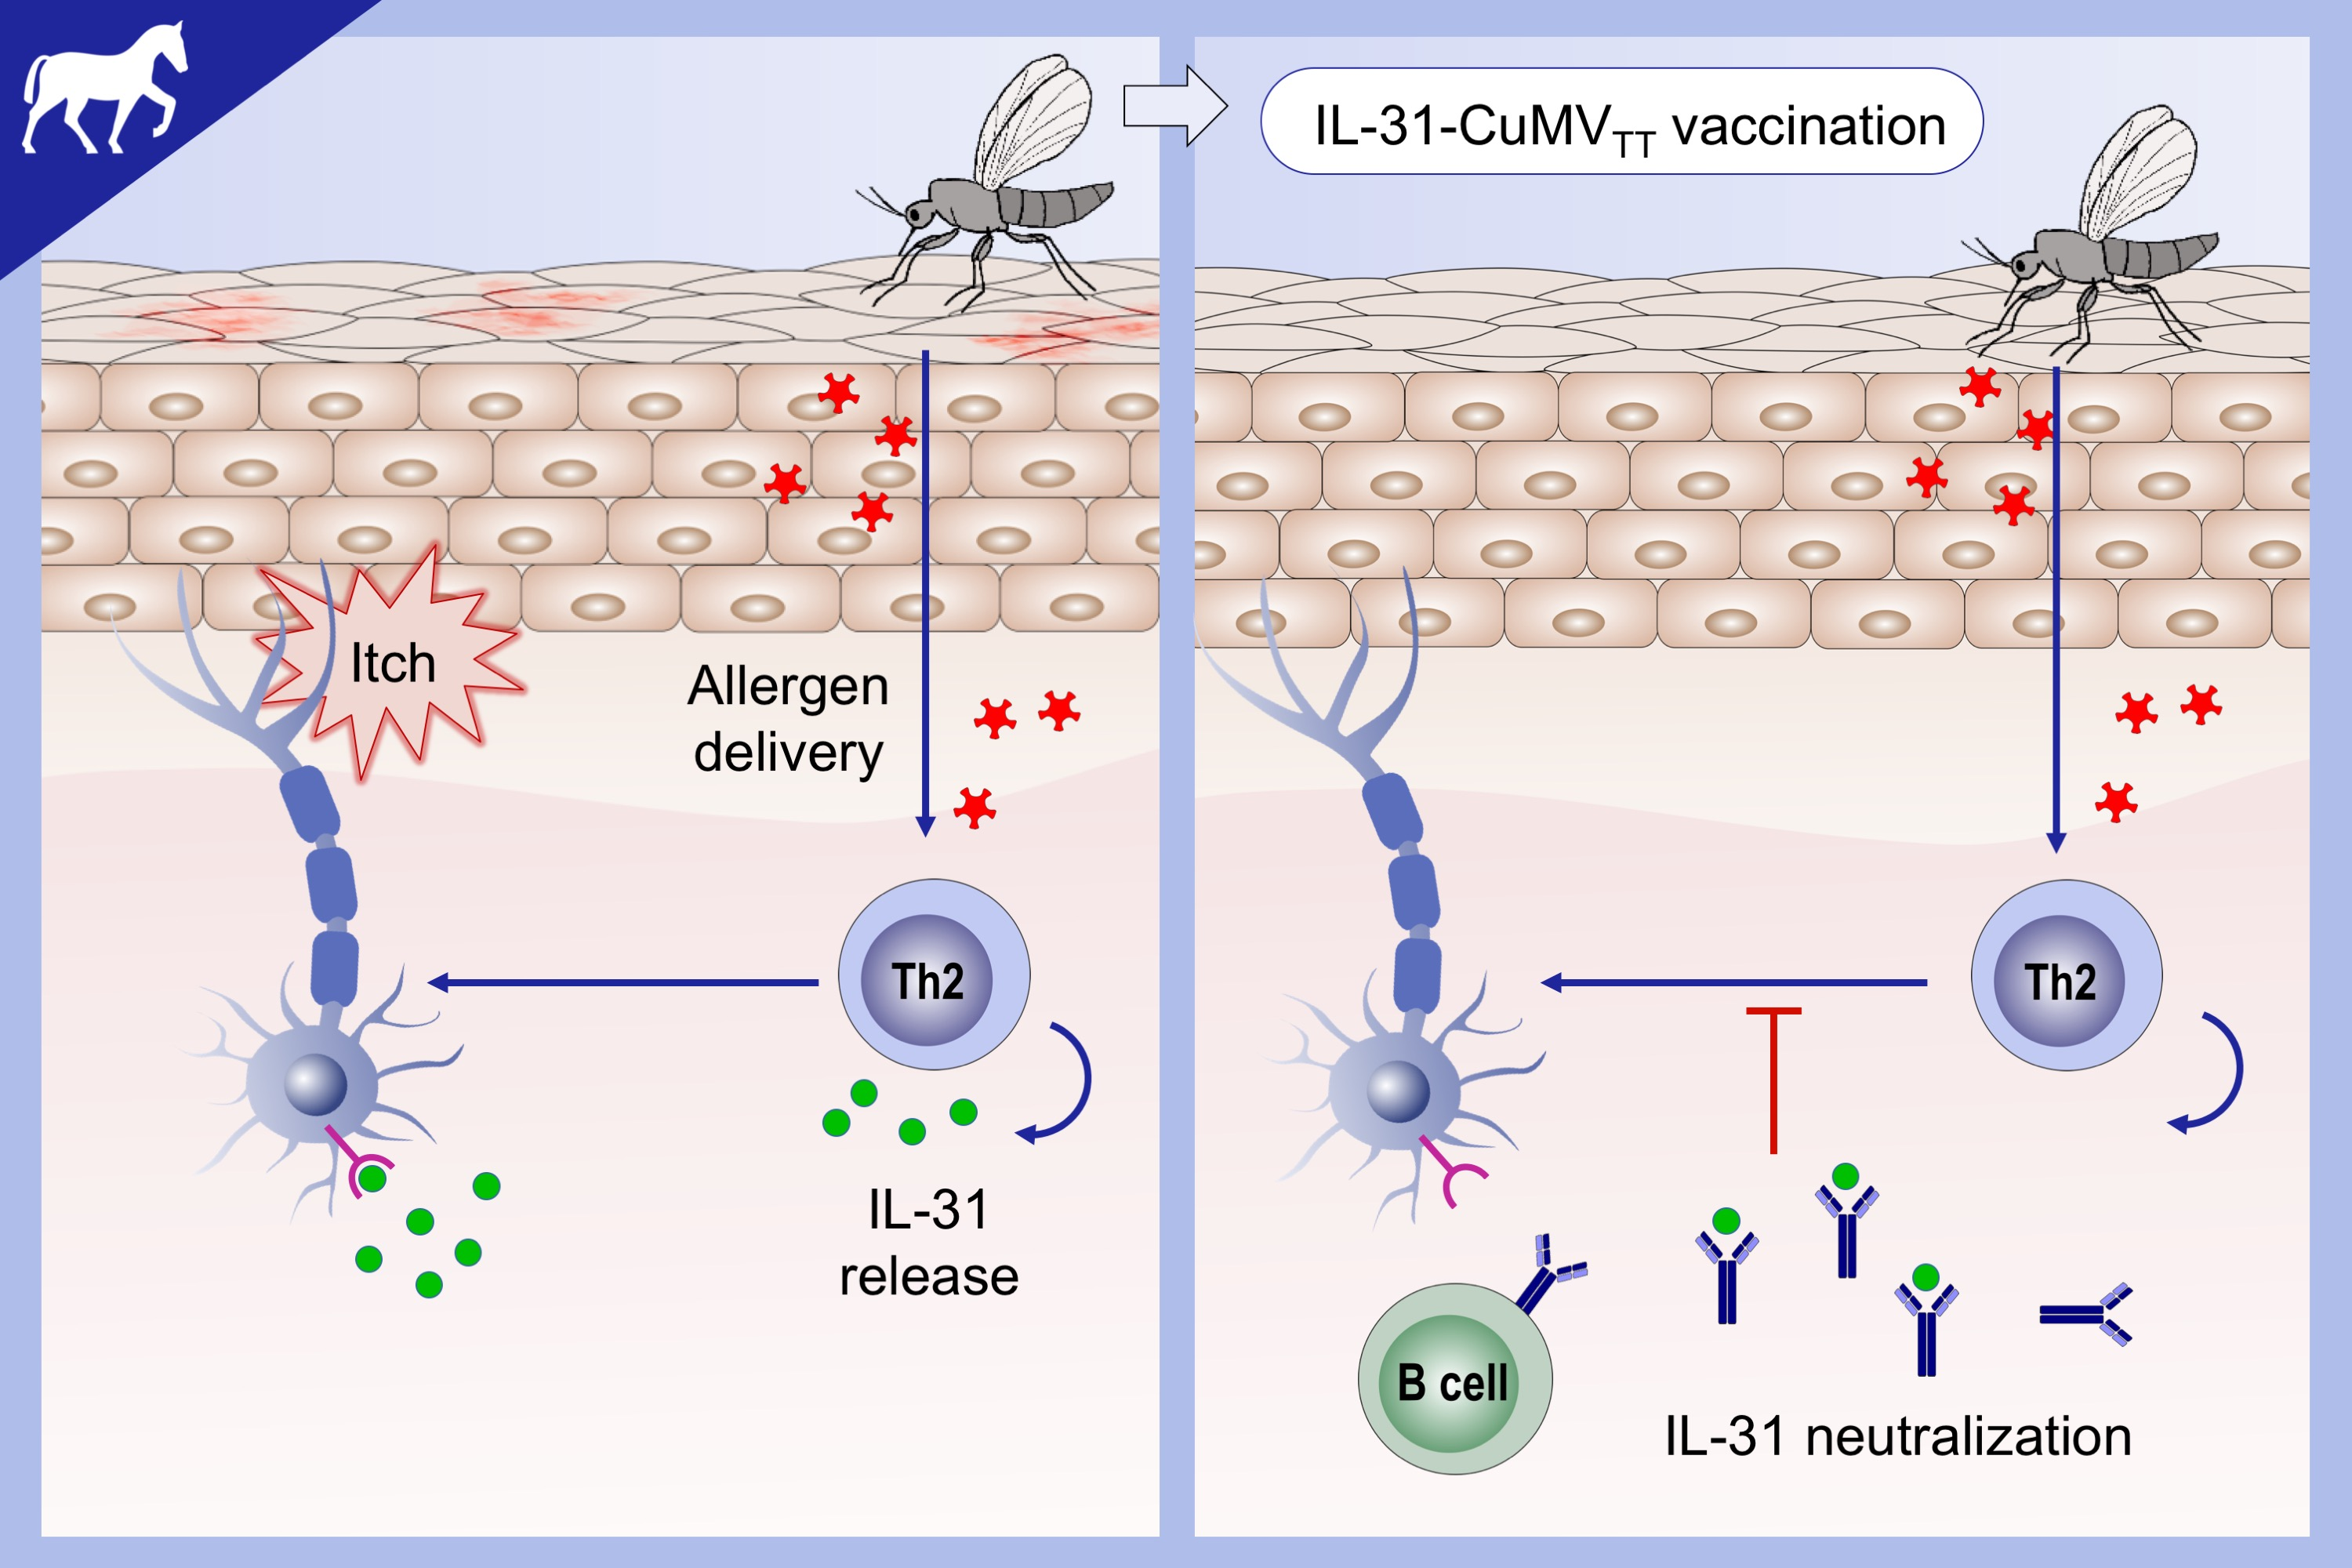 IL-31-CuMVTT vaccination
Itch
Allergen
delivery
Th2
IL-31
release
Th2
B cell
IL-31 neutralization